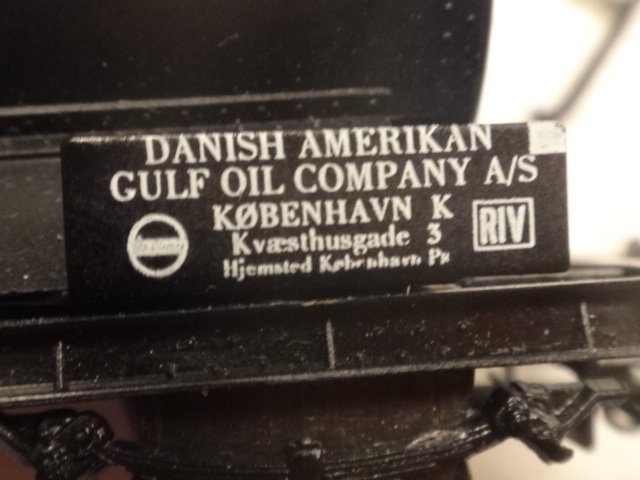 DANISH AMERIKAN
GULF OIL COMPANY A/S
KØBENHAVN K
Kvæsthusgade 3
RIV
Hjemsted København